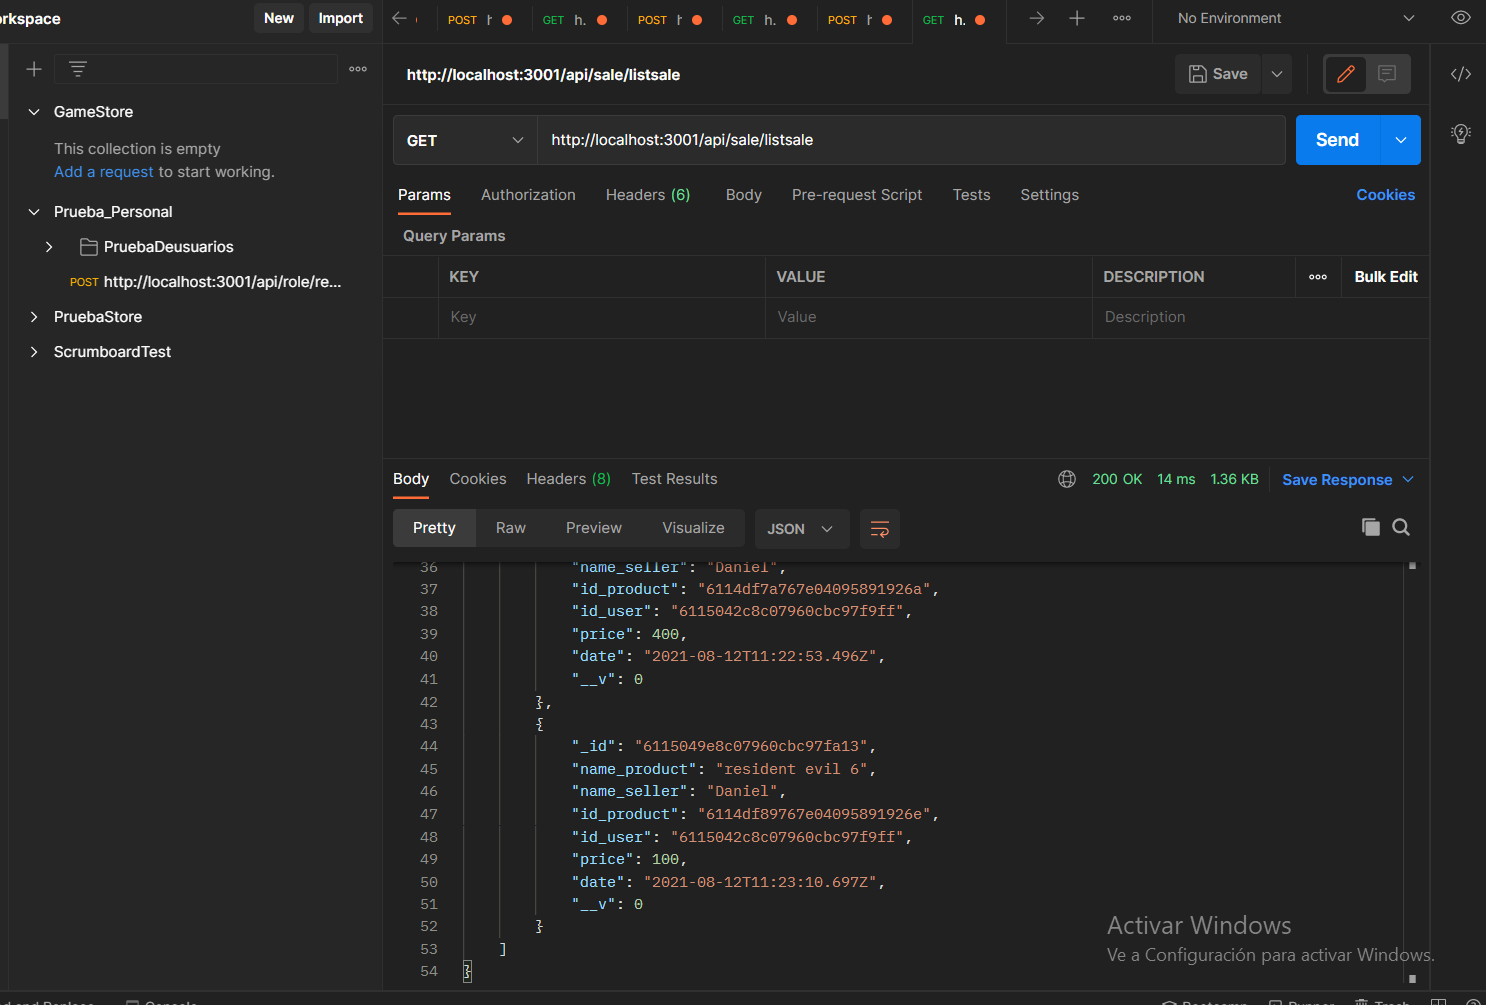 orkspace
New
Import
POST
GET
h.
POST
GET
h.
POST
GET
h.
No Environment
http://localhost:3001/api/sale/listsale
Save
GameStore
This collection is empty
Add a request to start working.
Prueba_Personal
PruebaDeusuarios
POST http://localhost:3001/api/role/re...
PruebaStore
ScrumboardTest
GET
http://localhost:3001/api/sale/listsale
Send
Params
Authorization
Headers (6)
Body
Pre-request Script
Tests
Settings
Cookies
Query Params
KEY
VALUE
DESCRIPTION
Bulk Edit
Key
Value
Description
Body
Cookies
Headers (8)
Test Results
200 OK
14 ms
1.36 KB
Save Response
Pretty
Raw
Preview
Visualize
JSON
36 "name_seller": "Daniel",
37 "id_product": "6114df7a767e04095891926a",
38 "id_user": "6115042c8c07960cbc97f9ff",
39 "price": 400,
40 "date": "2021-08-12T11:22:53.496Z",
41 "__v": 0
42 },
43 {
44 "_id": "6115049e8c07960cbc97fa13",
45 "name_product": "resident evil 6",
46 "name_seller": "Daniel",
47 "id_product": "6114df89767e04095891926e",
48 "id_user": "6115042c8c07960cbc97f9ff",
49 "price": 100,
50 "date": "2021-08-12T11:23:10.697Z",
51 "__v": 0
52 }
53 ]
54 }
Activar Windows
Ve a Configuración para activar Windows.
Console
Bootcamp
Runner
Trash